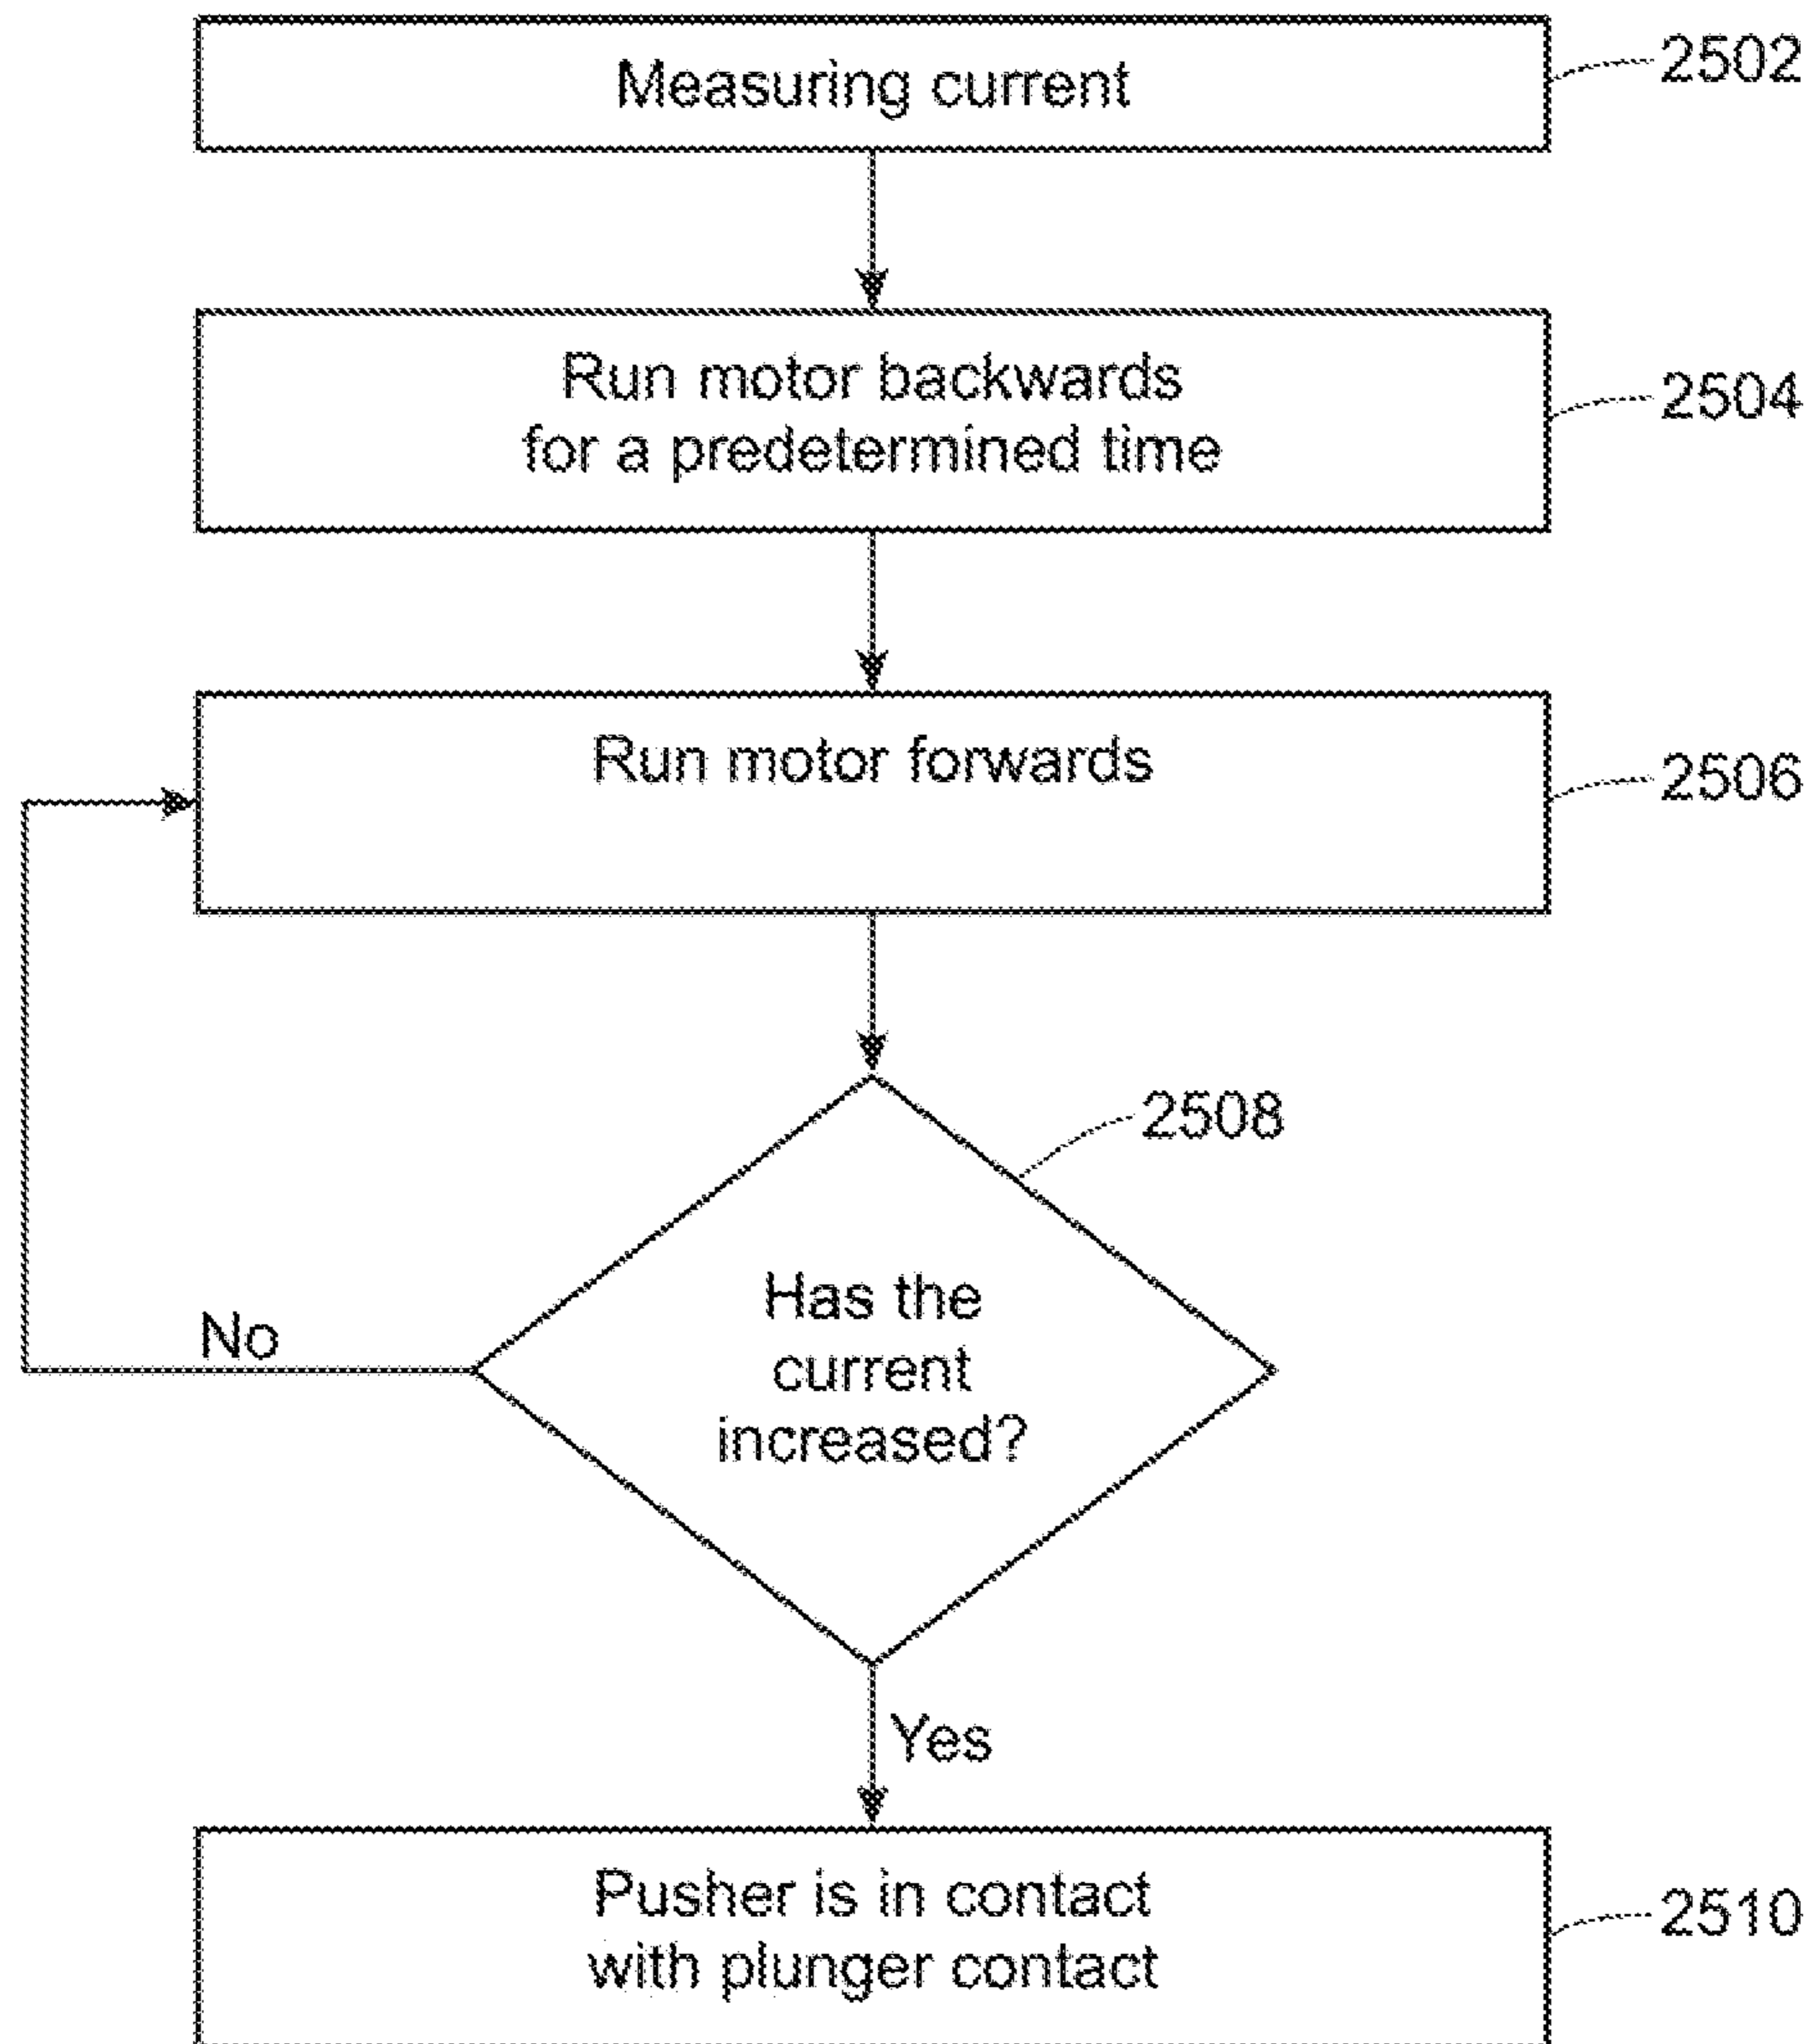 Measuring current
2502
Run motor backwards
for a predetermined time
2504
Run motor forwards
2506
2508
Has the
current
increased?
No
Yes
Pusher is in contact
with plunger contact
2510